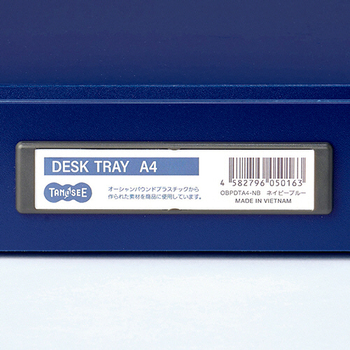 DESK TRAY A4
TANOSEE
オーシャンバウンドプラスチックから
作られた素材を商品に使用しています。
4 582796 050163
OBPDTA4-NB ネイビーブルー
MADE IN VIETNAM